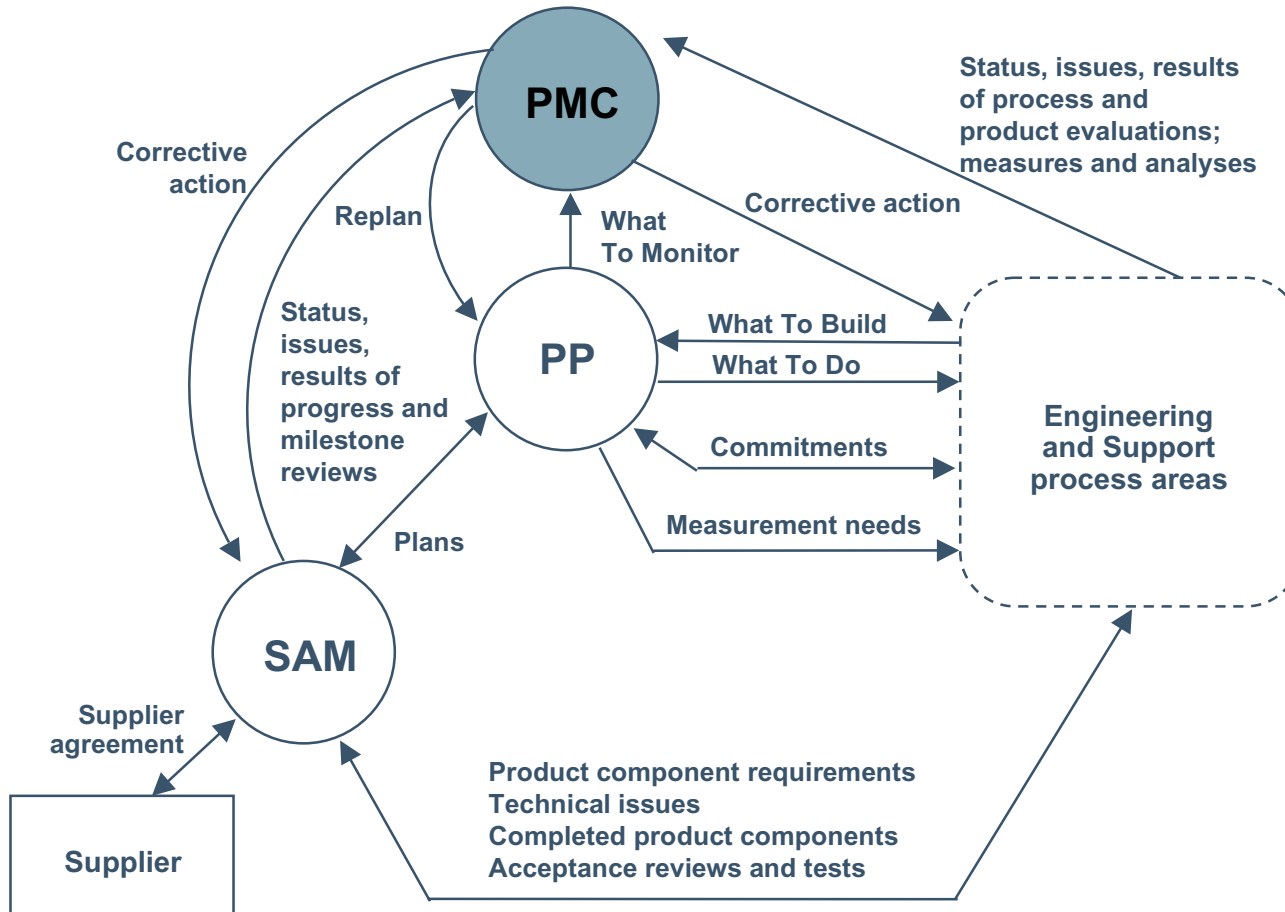 PMC
Status, issues, results
of process and
product evaluations;
measures and analyses
Corrective
action
Corrective action
Replan
What
To Monitor
Status,
issues,
results of
progress and
milestone
reviews
What To Build
PP
What To Do
Engineering
and Support
process areas
Commitments
Measurement needs
Plans
SAM
Supplier
agreement
Product component requirements
Technical issues
Completed product components
Acceptance reviews and tests
Supplier